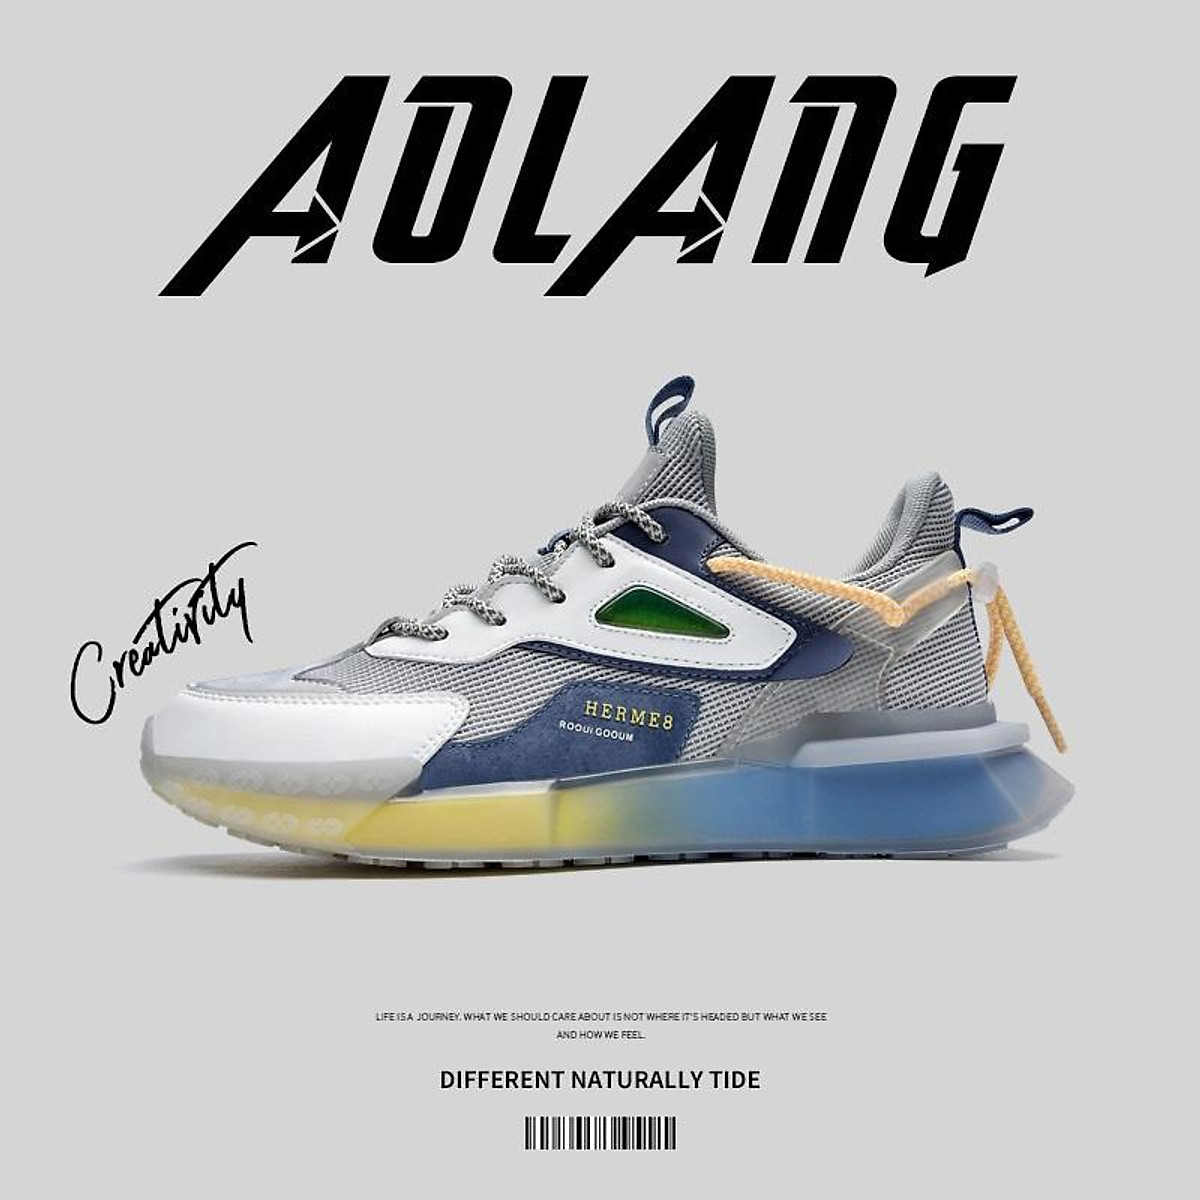 AOLANG
Creativity
HERME8
ROOUI GOOUM
LIFE IS A JOURNEY. WHAT WE SHOULD CARE ABOUT IS NOT WHERE IT'S HEADED BUT WHAT WE SEE
AND HOW WE FEEL.
DIFFERENT NATURALLY TIDE